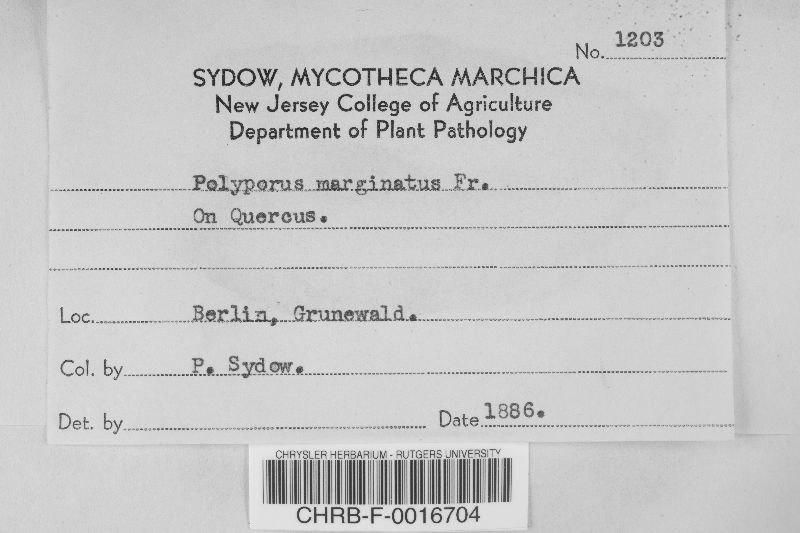 No. 1203
SYDOW, MYCOTHECA MARCHICA
New Jersey College of Agriculture
Department of Plant Pathology
Polyporus marginatus Fr.
On Quercus.
Loc. Berlin, Grunewald.
Col. by P. Sydow.
Det. by Date 1886.
CHRYSLER HERBARIUM - RUTGERS UNIVERSITY
CHRB-F-0016704